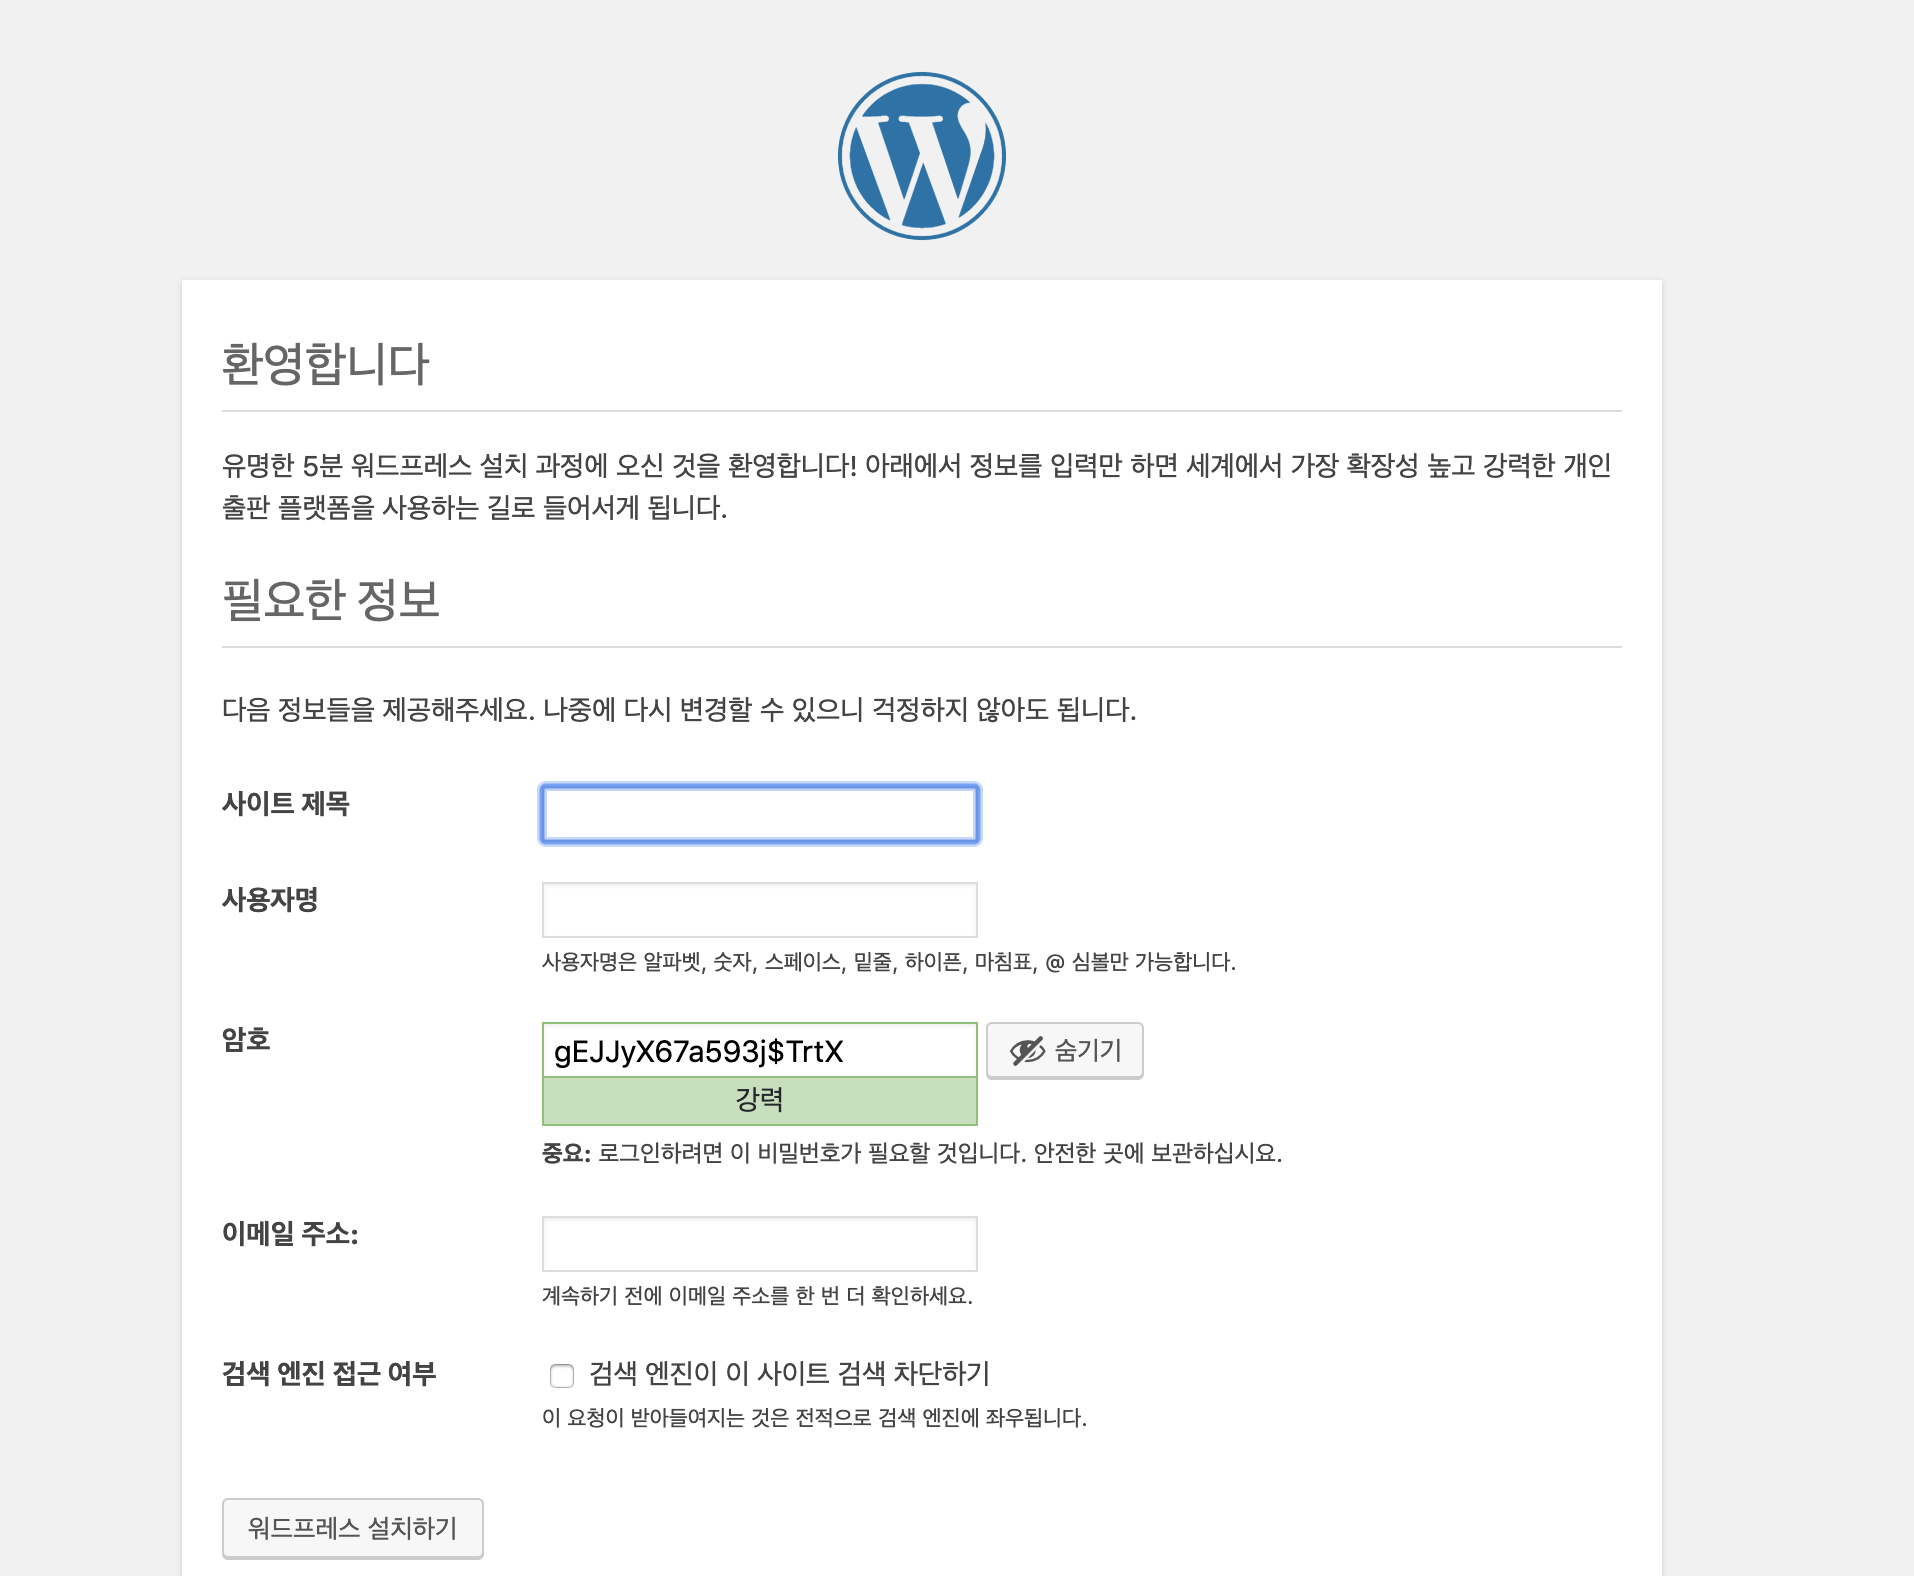 환영합니다
유명한 5분 워드프레스 설치 과정에 오신 것을 환영합니다! 아래에서 정보를 입력만 하면 세계에서 가장 확장성 높고 강력한 개인
출판 플랫폼을 사용하는 길로 들어서게 됩니다.
필요한 정보
다음 정보들을 제공해주세요. 나중에 다시 변경할 수 있으니 걱정하지 않아도 됩니다.
사이트 제목
사용자명
사용자명은 알파벳, 숫자, 스페이스, 밑줄, 하이픈, 마침표, @ 심볼만 가능합니다.
암호
gEJJyX67a593j$TrtX
숨기기
강력
중요: 로그인하려면 이 비밀번호가 필요할 것입니다. 안전한 곳에 보관하십시요.
이메일 주소:
계속하기 전에 이메일 주소를 한 번 더 확인하세요.
검색 엔진 접근 여부
검색 엔진이 이 사이트 검색 차단하기
이 요청이 받아들여지는 것은 전적으로 검색 엔진에 좌우됩니다.
워드프레스 설치하기